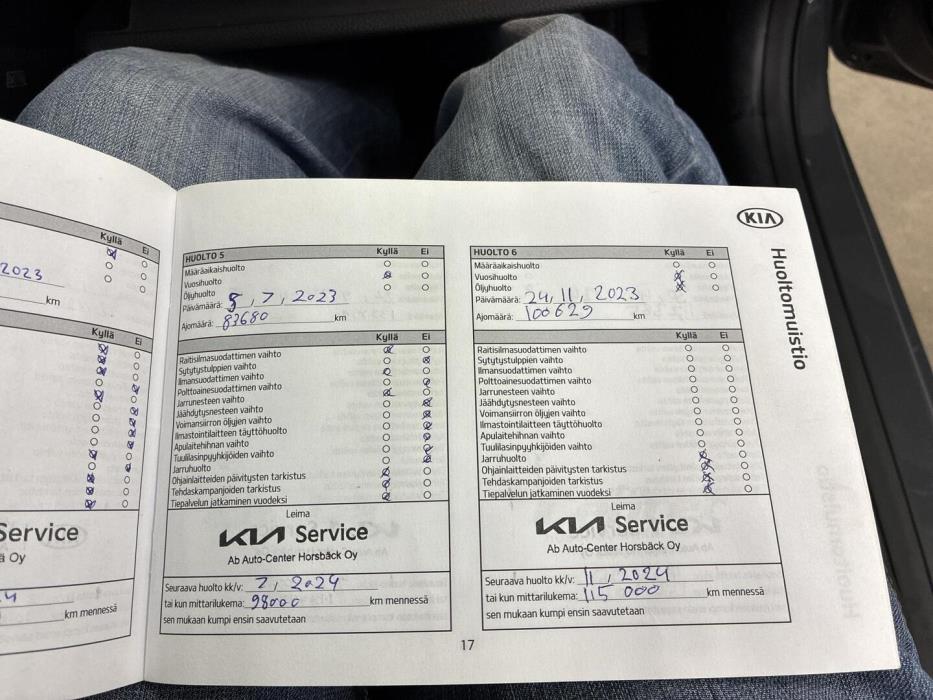 Kyllä Ei
2023
km
Kyllä Ei
Service
ä Oy
km mennessä
HUOLTO 5 Kyllä Ei
Määräaikaishuolto
Vuosihuolto
Öljyhuolto
Päivämäärä: 5, 7, 2023
Ajomäärä: 83680 km
Kyllä Ei
Raitisilmasuodattimen vaihto
Sytytystulppien vaihto
Ilmansuodattimen vaihto
Polttoainesuodattimen vaihto
Jarrunesteen vaihto
Jäähdytysnesteen vaihto
Voimansiirron öljyjen vaihto
Ilmastointilaitteen täyttöhuolto
Apulaitehihnan vaihto
Tuulilasinpyyhkijöiden vaihto
Jarruhuolto
Ohjainlaitteiden päivitysten tarkistus
Tehdaskampanjoiden tarkistus
Tiepalvelun jatkaminen vuodeksi
Leima
KIA Service
Ab Auto-Center Horsbäck Oy
Seuraava huolto kk/v: 7, 2024
tai kun mittarilukema: 98000 km mennessä
sen mukaan kumpi ensin saavutetaan
HUOLTO 6 Kyllä Ei
Määräaikaishuolto
Vuosihuolto
Öljyhuolto
Päivämäärä: 24, 11, 2023
Ajomäärä: 100629 km
Kyllä Ei
Raitisilmasuodattimen vaihto
Sytytystulppien vaihto
Ilmansuodattimen vaihto
Polttoainesuodattimen vaihto
Jarrunesteen vaihto
Jäähdytysnesteen vaihto
Voimansiirron öljyjen vaihto
Ilmastointilaitteen täyttöhuolto
Apulaitehihnan vaihto
Tuulilasinpyyhkijöiden vaihto
Jarruhuolto
Ohjainlaitteiden päivitysten tarkistus
Tehdaskampanjoiden tarkistus
Tiepalvelun jatkaminen vuodeksi
Leima
KIA Service
Ab Auto-Center Horsbäck Oy
Seuraava huolto kk/v: 11, 2024
tai kun mittarilukema: 115 000 km mennessä
sen mukaan kumpi ensin saavutetaan
KIA
Huoltomuistio
17